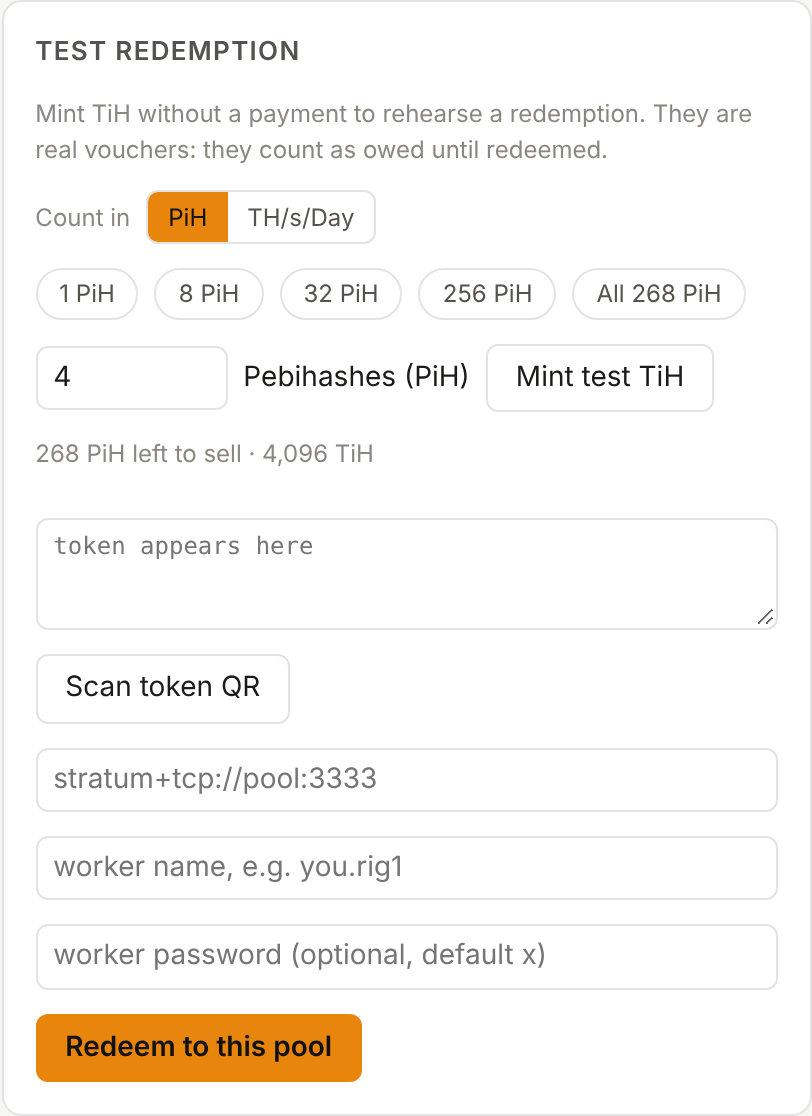 TEST REDEMPTION
Mint TiH without a payment to rehearse a redemption. They are
real vouchers: they count as owed until redeemed.
Count in PiH TH/s/Day
1 PiH 8 PiH 32 PiH 256 PiH All 268 PiH
4 Pebihashes (PiH) Mint test TiH
268 PiH left to sell · 4,096 TiH
token appears here
Scan token QR
stratum+tcp://pool:3333
worker name, e.g. you.rig1
worker password (optional, default x)
Redeem to this pool